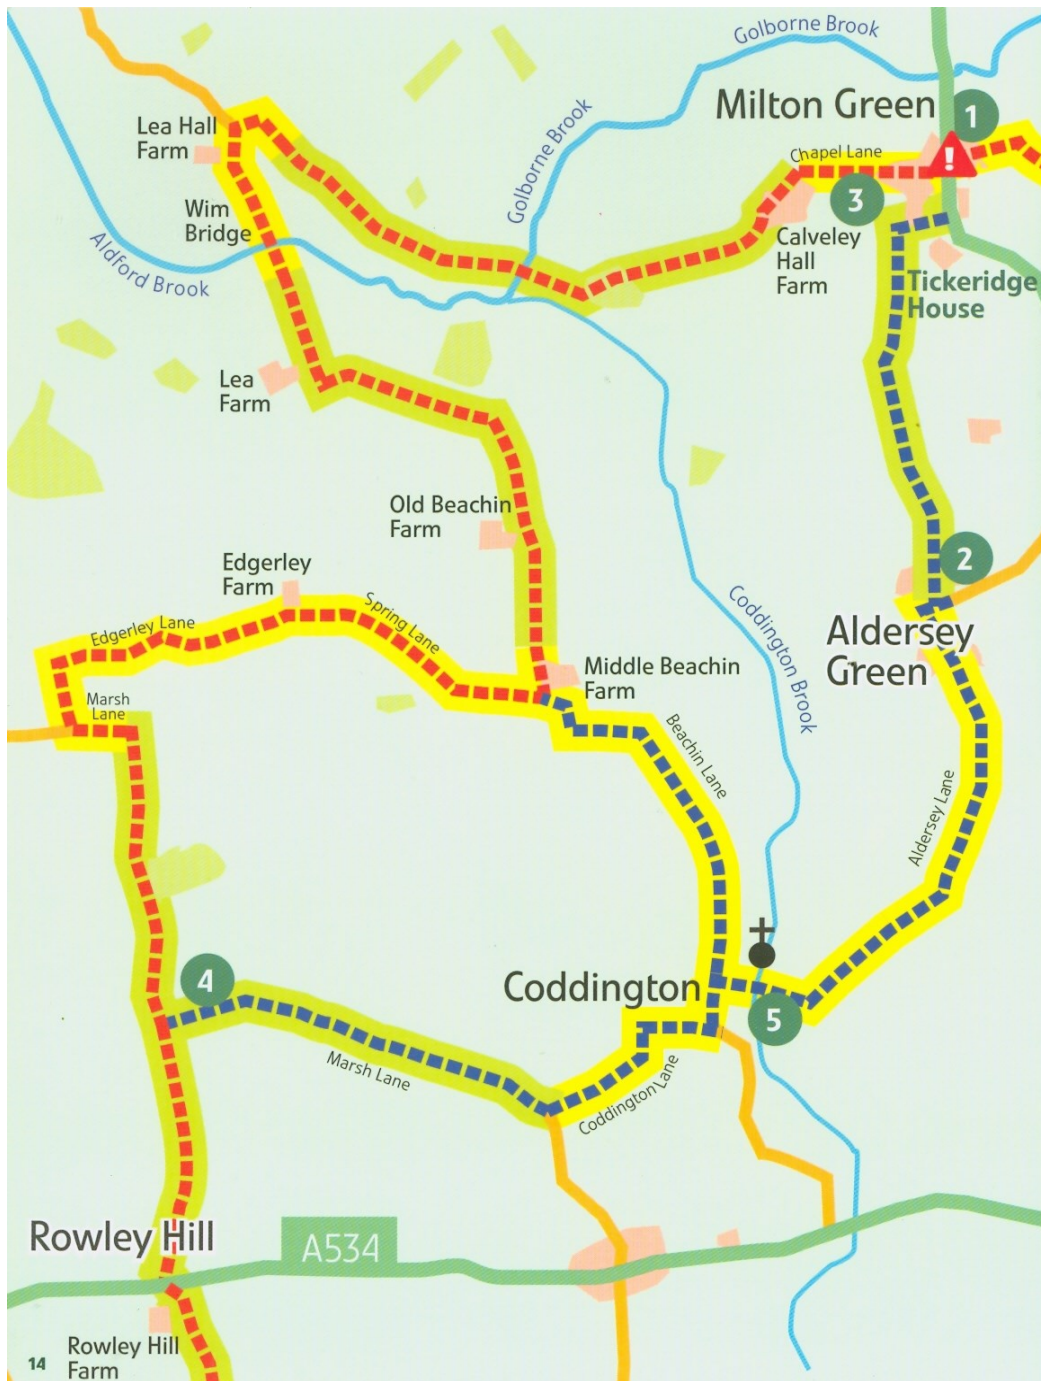 Golborne Brook
Milton Green
1
Lea Hall
Farm
Golborne Brook
Chapel Lane
!
3
Wim
Bridge
Aldford Brook
Calveley
Hall
Farm
Tickeridge
House
Lea
Farm
Old Beachin
Farm
2
Edgerley
Farm
Spring Lane
Edgerley Lane
Coddington Brook
Aldersey
Green
Middle Beachin
Farm
Marsh
Lane
Beachin Lane
Aldersey Lane
4
Coddington
5
Marsh Lane
Coddington Lane
Rowley Hill
A534
Rowley Hill
Farm
14